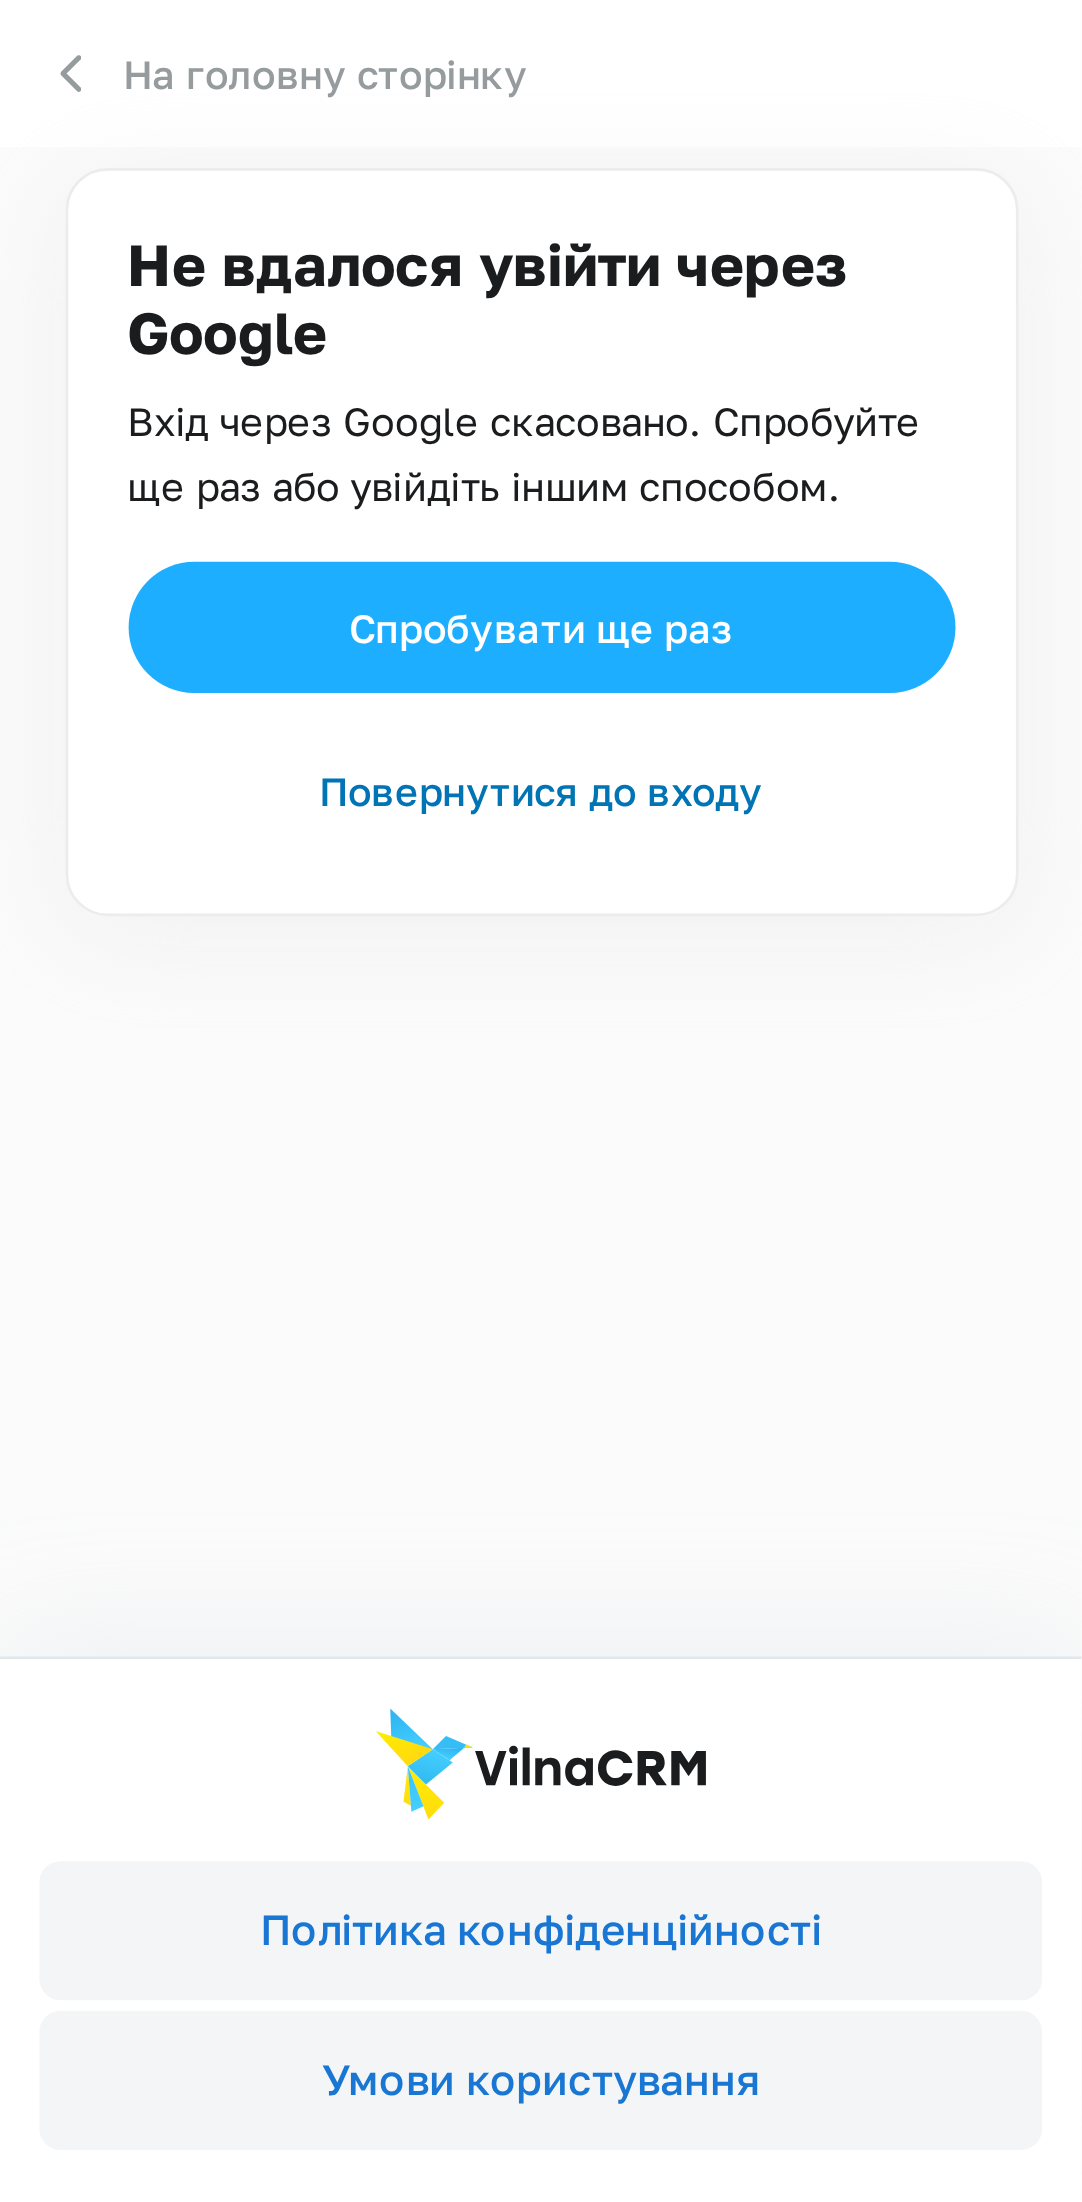 На головну сторінку
Не вдалося увійти через
Google
Вхід через Google скасовано. Спробуйте
ще раз або увійдіть іншим способом.
Спробувати ще раз
Повернутися до входу
VilnaCRM
Політика конфіденційності
Умови користування